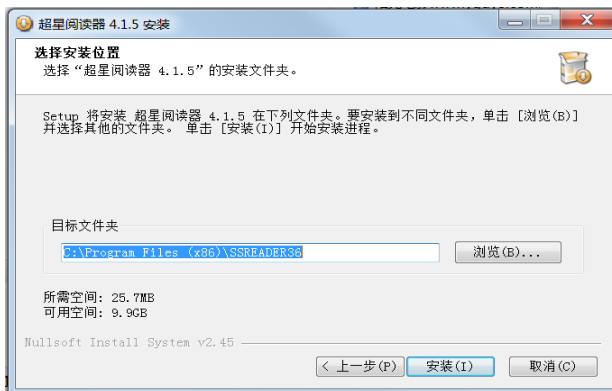 超星阅读器 4.1.5 安装
选择安装位置
选择“超星阅读器 4.1.5”的安装文件夹。
Setup 将安装 超星阅读器 4.1.5 在下列文件夹。要安装到不同文件夹，单击 [浏览(B)]
并选择其他的文件夹。 单击 [安装(I)] 开始安装进程。
目标文件夹
C:\Program Files (x86)\SSREADER36
浏览(B)...
所需空间: 25.7MB
可用空间: 9.9GB
Nullsoft Install System v2.45
< 上一步(P)
安装(I)
取消(C)